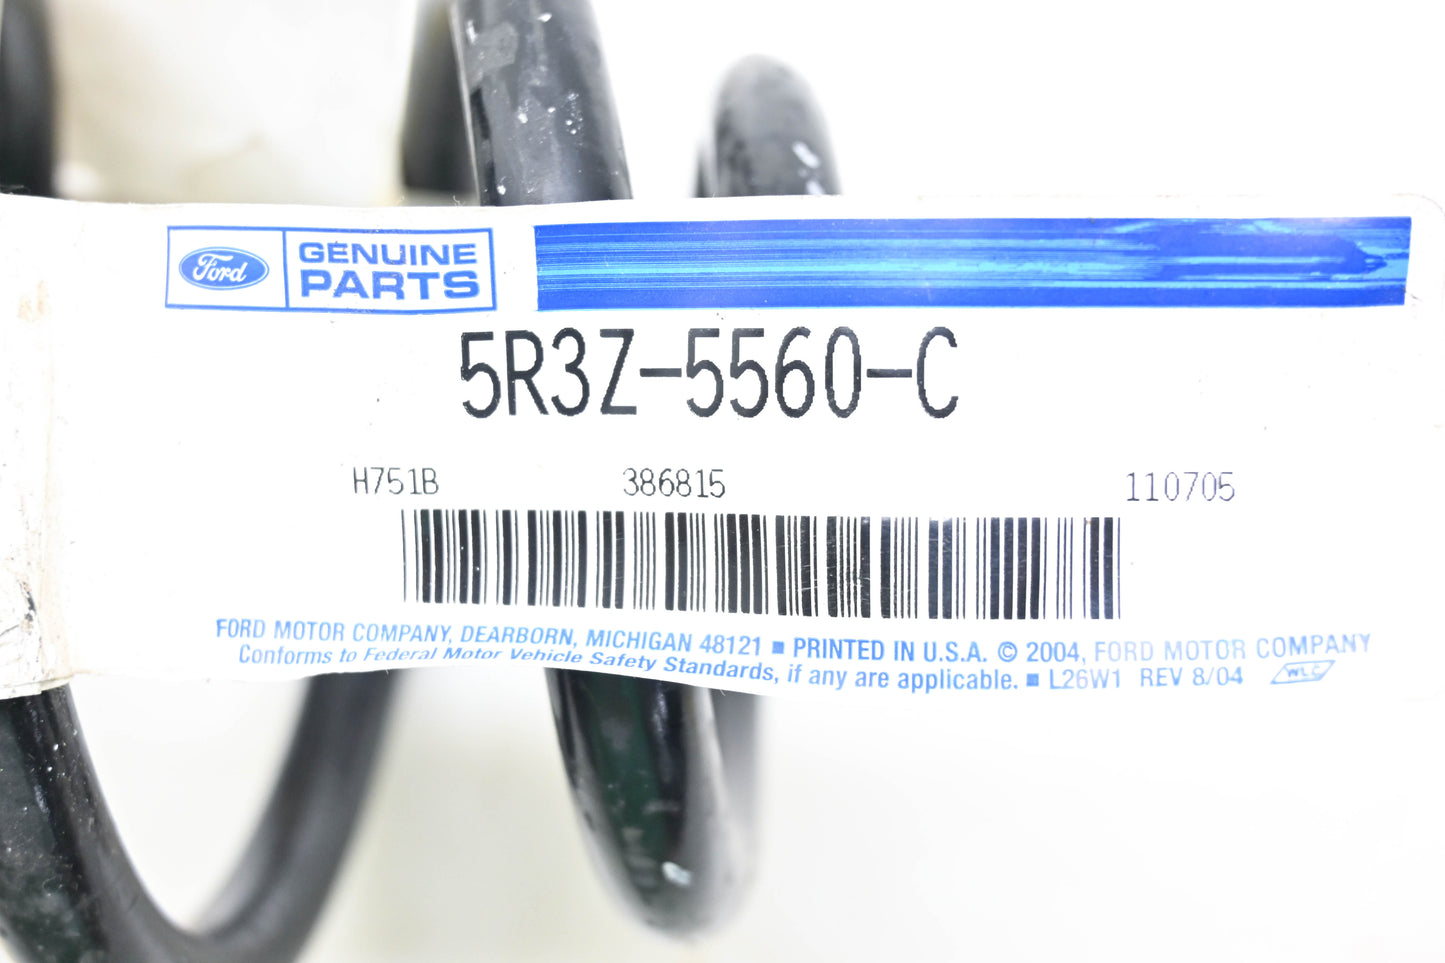 Ford
GENUINE
PARTS
5R3Z-5560-C
H751B 386815 110705
FORD MOTOR COMPANY, DEARBORN, MICHIGAN 48121 ■ PRINTED IN U.S.A. © 2004, FORD MOTOR COMPANY
Conforms to Federal Motor Vehicle Safety Standards, if any are applicable. ■ L26W1 REV 8/04 WLC